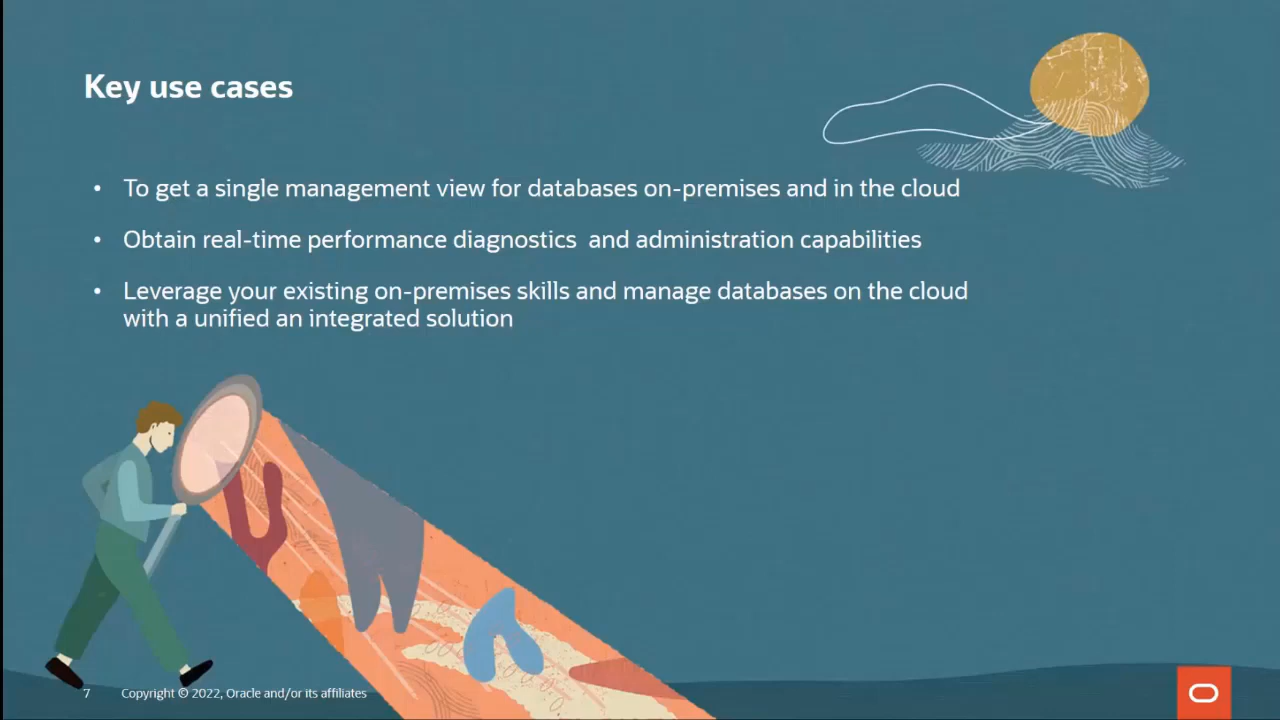 Key use cases
• To get a single management view for databases on-premises and in the cloud
• Obtain real-time performance diagnostics  and administration capabilities
• Leverage your existing on-premises skills and manage databases on the cloud
with a unified an integrated solution
7 Copyright © 2022, Oracle and/or its affiliates